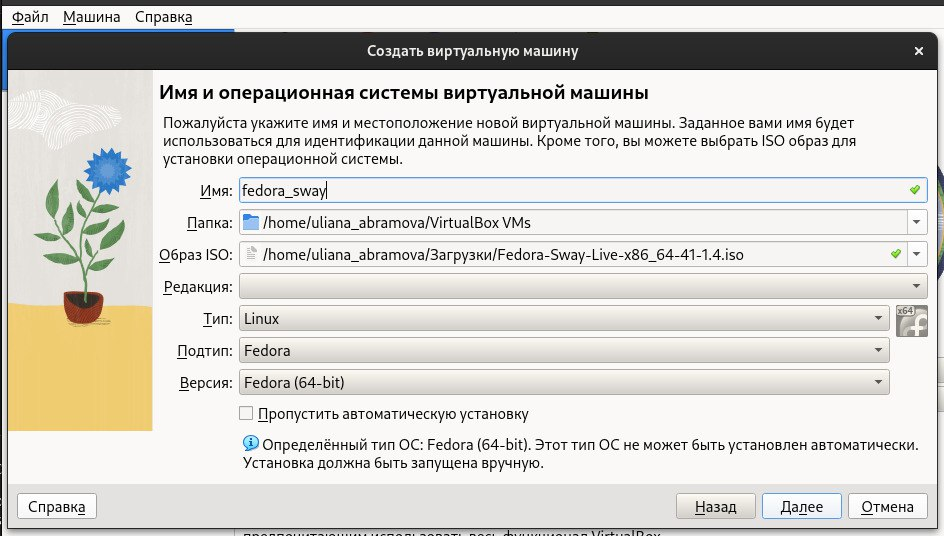 Файл Машина Справка
Создать виртуальную машину
Имя и операционная системы виртуальной машины
Пожалуйста укажите имя и местоположение новой виртуальной машины. Заданное вами имя будет
использоваться для идентификации данной машины. Кроме того, вы можете выбрать ISO образ для
установки операционной системы.
Имя: fedora_sway
Папка: /home/uliana_abramova/VirtualBox VMs
Образ ISO: /home/uliana_abramova/Загрузки/Fedora-Sway-Live-x86_64-41-1.4.iso
Редакция:
Тип: Linux
x64
Подтип: Fedora
Версия: Fedora (64-bit)
Пропустить автоматическую установку
Определённый тип ОС: Fedora (64-bit). Этот тип ОС не может быть установлен автоматически.
Установка должна быть запущена вручную.
Справка Назад Далее Отмена